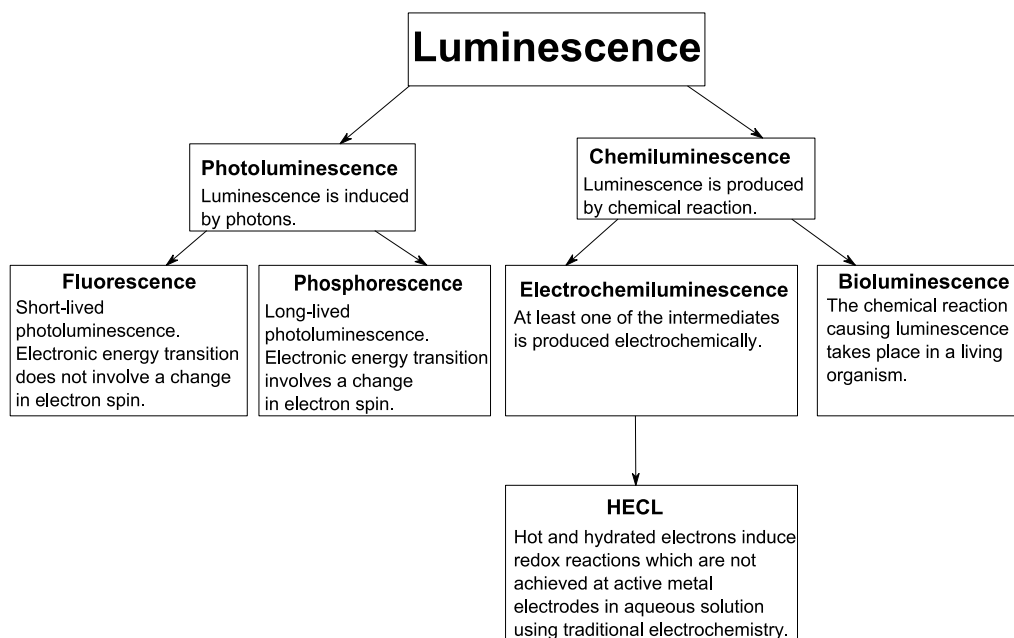 Luminescence
Photoluminescence
Luminescence is induced
by photons.
Chemiluminescence
Luminescence is produced
by chemical reaction.
Fluorescence
Short-lived
photoluminescence.
Electronic energy transition
does not involve a change
in electron spin.
Phosphorescence
Long-lived
photoluminescence.
Electronic energy transition
involves a change
in electron spin.
Electrochemiluminescence
At least one of the intermediates
is produced electrochemically.
Bioluminescence
The chemical reaction
causing luminescence
takes place in a living
organism.
HECL
Hot and hydrated electrons induce
redox reactions which are not
achieved at active metal
electrodes in aqueous solution
using traditional electrochemistry.